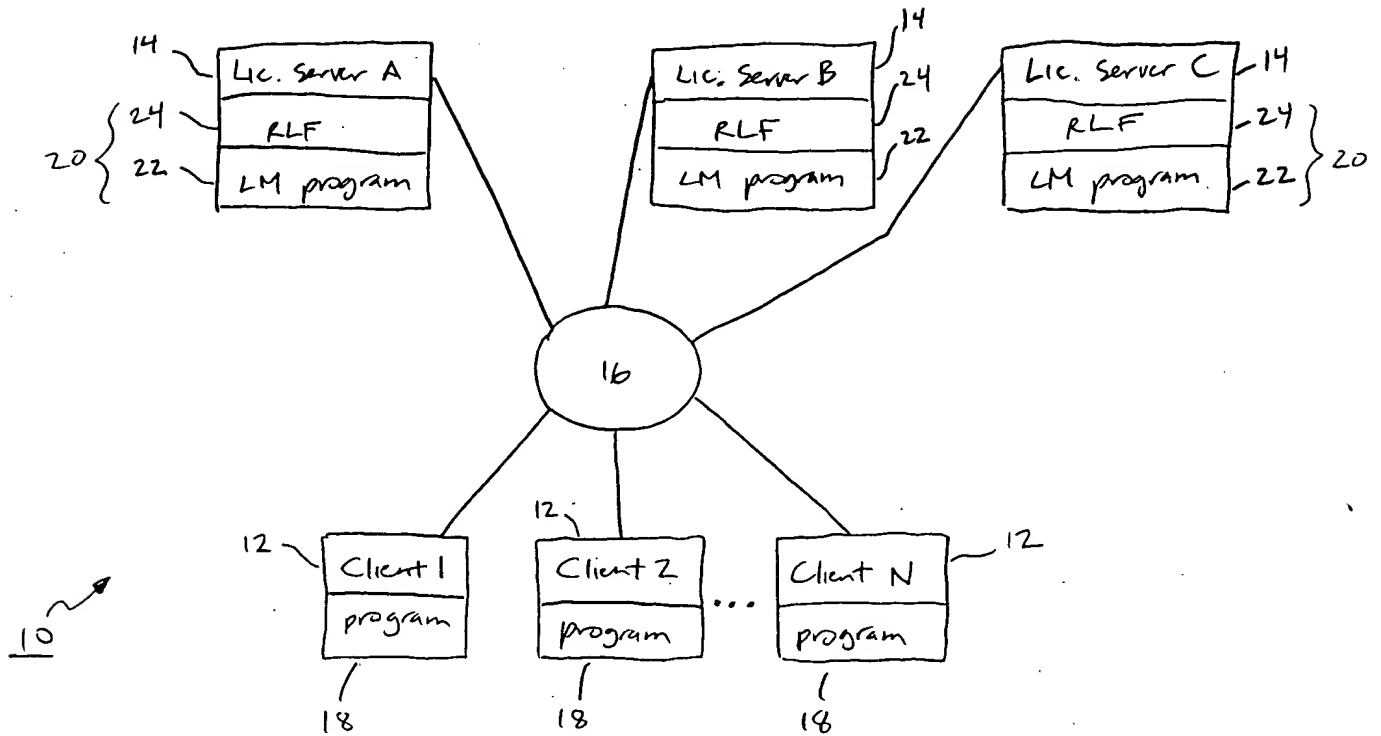 14
Lic. Server A
20 { 24
RLF
22
LM program
14
Lic. Server B
24
RLF
22
LM program
Lic. Server C
14
RLF
24 } 20
LM program
22
16
12
Client 1
program
18
12
Client 2
program
18
...
12
Client N
program
18
10